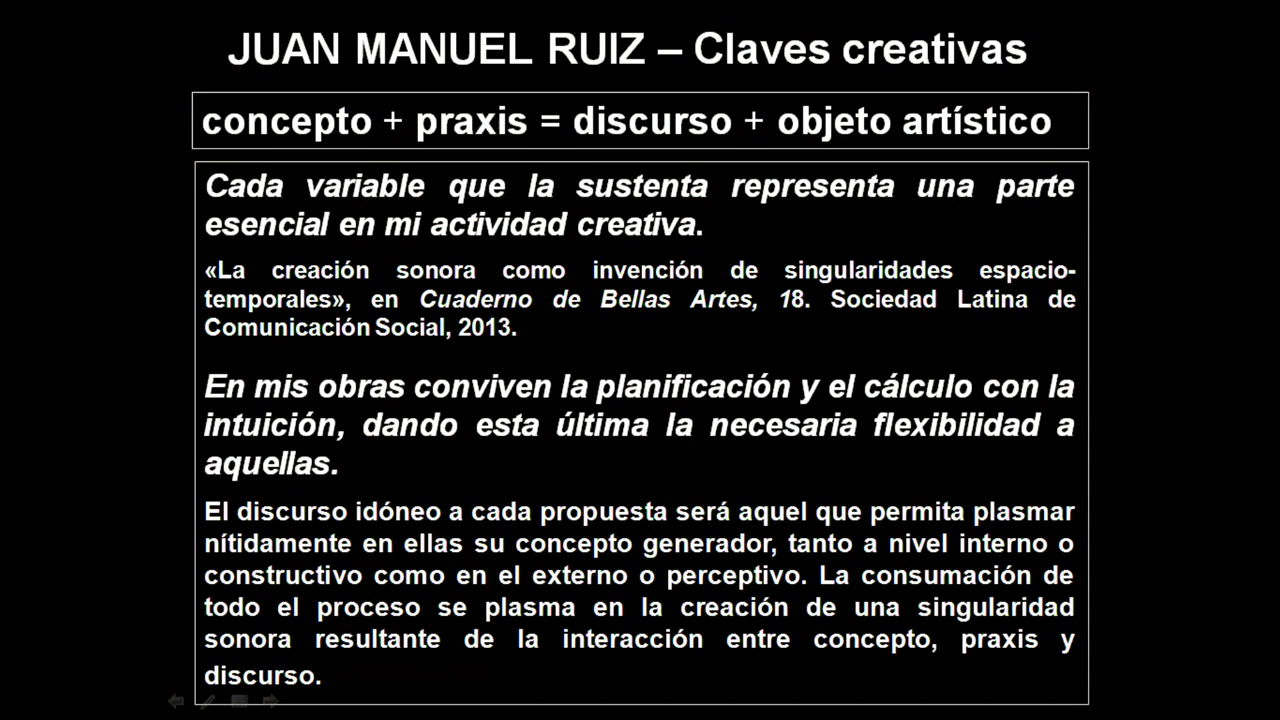 JUAN MANUEL RUIZ – Claves creativas
concepto + praxis = discurso + objeto artístico
Cada variable que la sustenta representa una parte
esencial en mi actividad creativa.
«La creación sonora como invención de singularidades espacio-
temporales», en Cuaderno de Bellas Artes, 18. Sociedad Latina de
Comunicación Social, 2013.
En mis obras conviven la planificación y el cálculo con la
intuición, dando esta última la necesaria flexibilidad a
aquellas.
El discurso idóneo a cada propuesta será aquel que permita plasmar
nítidamente en ellas su concepto generador, tanto a nivel interno o
constructivo como en el externo o perceptivo. La consumación de
todo el proceso se plasma en la creación de una singularidad
sonora resultante de la interacción entre concepto, praxis y
discurso.